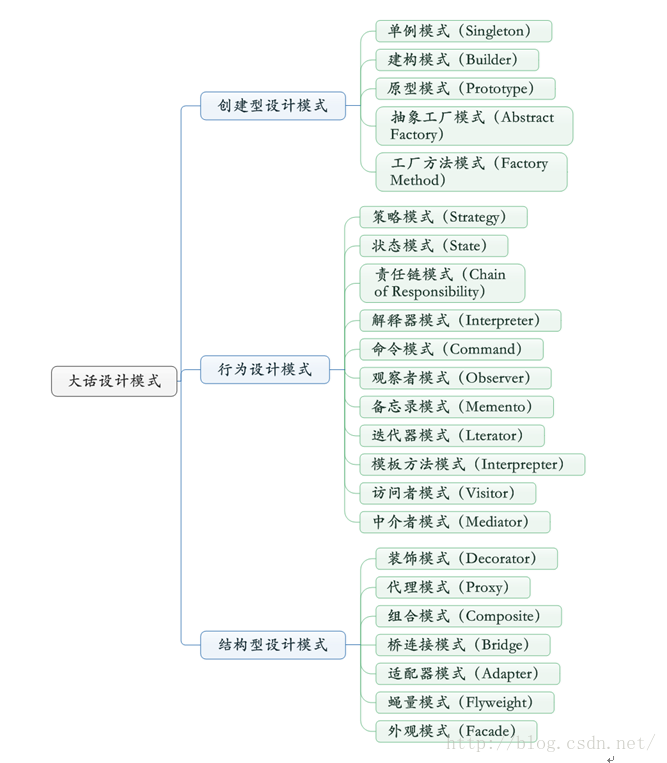 创建型设计模式
单例模式（Singleton）
建构模式（Builder）
原型模式（Prototype）
抽象工厂模式（Abstract
Factory）
工厂方法模式（Factory
Method）
大话设计模式
行为设计模式
策略模式（Strategy）
状态模式（State）
责任链模式（Chain
of Responsibility）
解释器模式（Interpreter）
命令模式（Command）
观察者模式（Observer）
备忘录模式（Memento）
迭代器模式（Lterator）
模板方法模式（Interprepter）
访问者模式（Visitor）
中介者模式（Mediator）
结构型设计模式
装饰模式（Decorator）
代理模式（Proxy）
组合模式（Composite）
桥连接模式（Bridge）
适配器模式（Adapter）
蝇量模式（Flyweight）
外观模式（Facade）
http://blog.csdn.net/